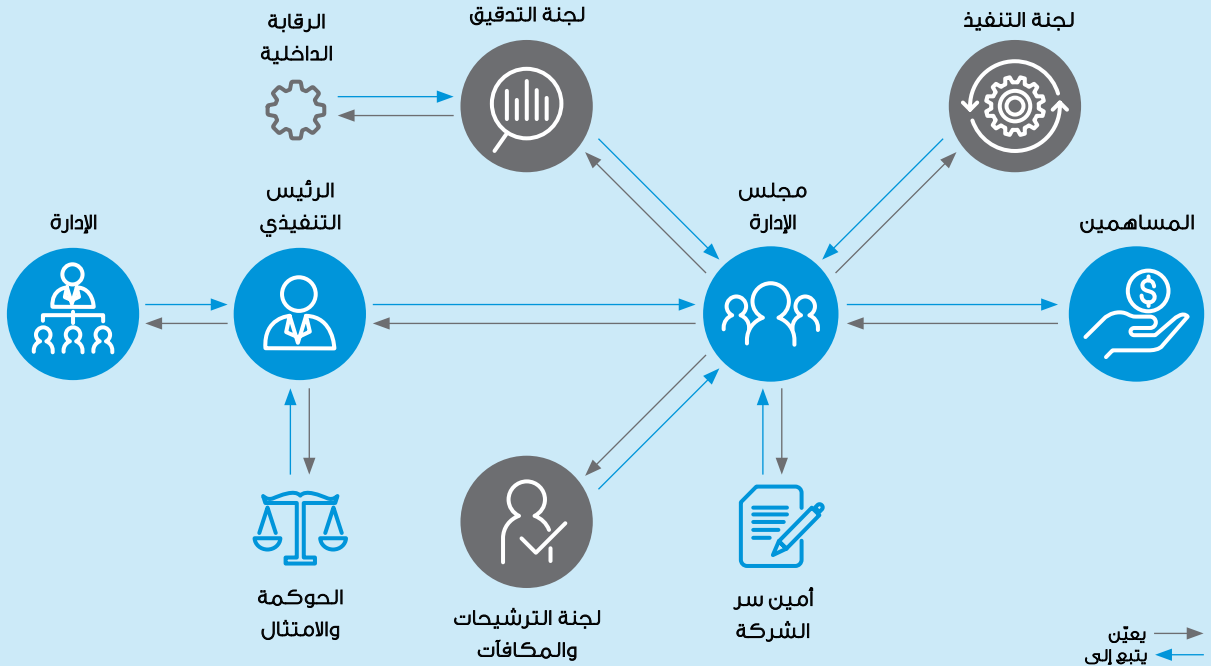 لجنة التنفيذ
لجنة التدقيق
الرقابة
الداخلية
المساهمين
مجلس
الإدارة
الرئيس
التنفيذي
الإدارة
$
أمين سر
الشركة
لجنة الترشيحات
والمكافآت
الحوكمة
والامتثال
يعيّن
يتبع إلى